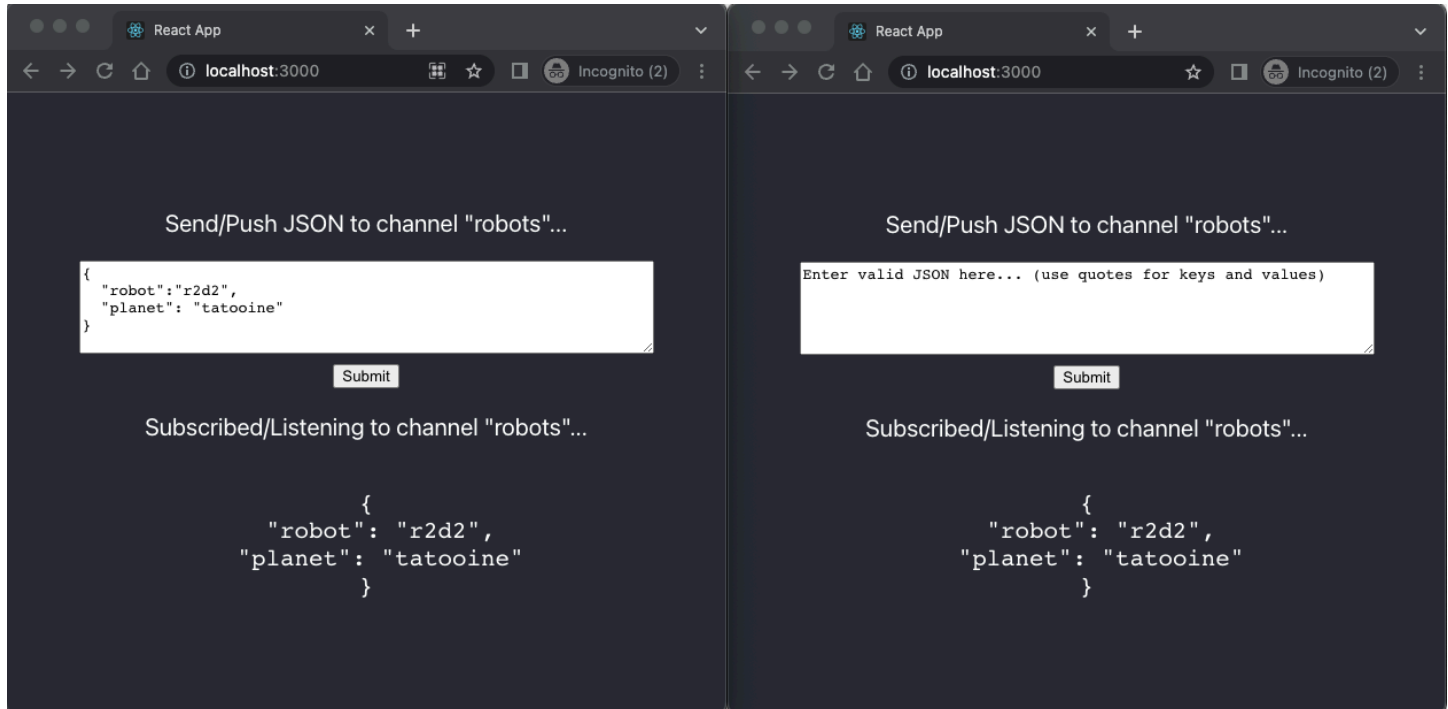 React App
localhost:3000
Incognito (2)
Send/Push JSON to channel "robots"...
{
"robot":"r2d2",
"planet": "tatooine"
}
Submit
Subscribed/Listening to channel "robots"...
{
"robot": "r2d2",
"planet": "tatooine"
}
React App
localhost:3000
Incognito (2)
Send/Push JSON to channel "robots"...
Enter valid JSON here... (use quotes for keys and values)
Submit
Subscribed/Listening to channel "robots"...
{
"robot": "r2d2",
"planet": "tatooine"
}